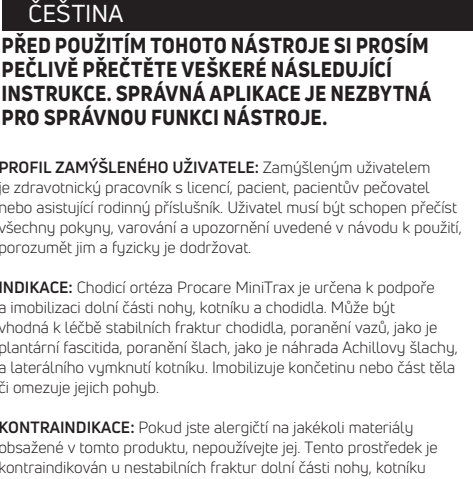 ČEŠTINA
PŘED POUŽITÍM TOHOTO NÁSTROJE SI PROSÍM
PEČLIVĚ PŘEČTĚTE VEŠKERÉ NÁSLEDUJÍCÍ
INSTRUKCE. SPRÁVNÁ APLIKACE JE NEZBYTNÁ
PRO SPRÁVNOU FUNKCI NÁSTROJE.
PROFIL ZAMÝŠLENÉHO UŽIVATELE: Zamýšleným uživatelem
je zdravotnický pracovník s licencí, pacient, pacientův pečovatel
nebo asistující rodinný příslušník. Uživatel musí být schopen přečíst
všechny pokyny, varování a upozornění uvedené v návodu k použití,
porozumět jim a fyzicky je dodržovat.
INDIKACE: Chodicí ortéza Procare MiniTrax je určena k podpoře
a imobilizaci dolní části nohy, kotníku a chodidla. Může být
vhodná k léčbě stabilních fraktur chodidla, poranění vazů, jako je
plantární fascitida, poranění šlach, jako je náhrada Achillovy šlachy,
a laterálního vymknutí kotníku. Imobilizuje končetinu nebo část těla
či omezuje jejich pohyb.
KONTRAINDIKACE: Pokud jste alergičtí na jakékoli materiály
obsažené v tomto produktu, nepoužívejte jej. Tento prostředek je
kontraindikován u nestabilních fraktur dolní části nohy, kotníku